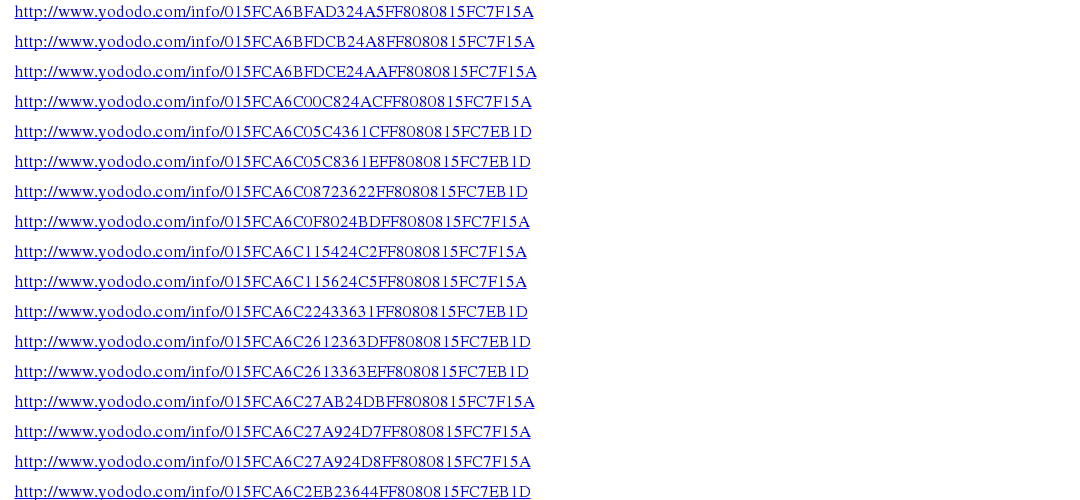 http://www.yododo.com/info/015FCA6BFAD324A5FF8080815FC7F15A
http://www.yododo.com/info/015FCA6BFDCB24A8FF8080815FC7F15A
http://www.yododo.com/info/015FCA6BFDCE24AAFF8080815FC7F15A
http://www.yododo.com/info/015FCA6C00C824ACFF8080815FC7F15A
http://www.yododo.com/info/015FCA6C05C4361CFF8080815FC7EB1D
http://www.yododo.com/info/015FCA6C05C8361EFF8080815FC7EB1D
http://www.yododo.com/info/015FCA6C08723622FF8080815FC7EB1D
http://www.yododo.com/info/015FCA6C0F8024BDFF8080815FC7F15A
http://www.yododo.com/info/015FCA6C115424C2FF8080815FC7F15A
http://www.yododo.com/info/015FCA6C115624C5FF8080815FC7F15A
http://www.yododo.com/info/015FCA6C22433631FF8080815FC7EB1D
http://www.yododo.com/info/015FCA6C2612363DFF8080815FC7EB1D
http://www.yododo.com/info/015FCA6C2613363EFF8080815FC7EB1D
http://www.yododo.com/info/015FCA6C27AB24DBFF8080815FC7F15A
http://www.yododo.com/info/015FCA6C27A924D7FF8080815FC7F15A
http://www.yododo.com/info/015FCA6C27A924D8FF8080815FC7F15A
http://www.yododo.com/info/015FCA6C2EB23644FF8080815FC7EB1D